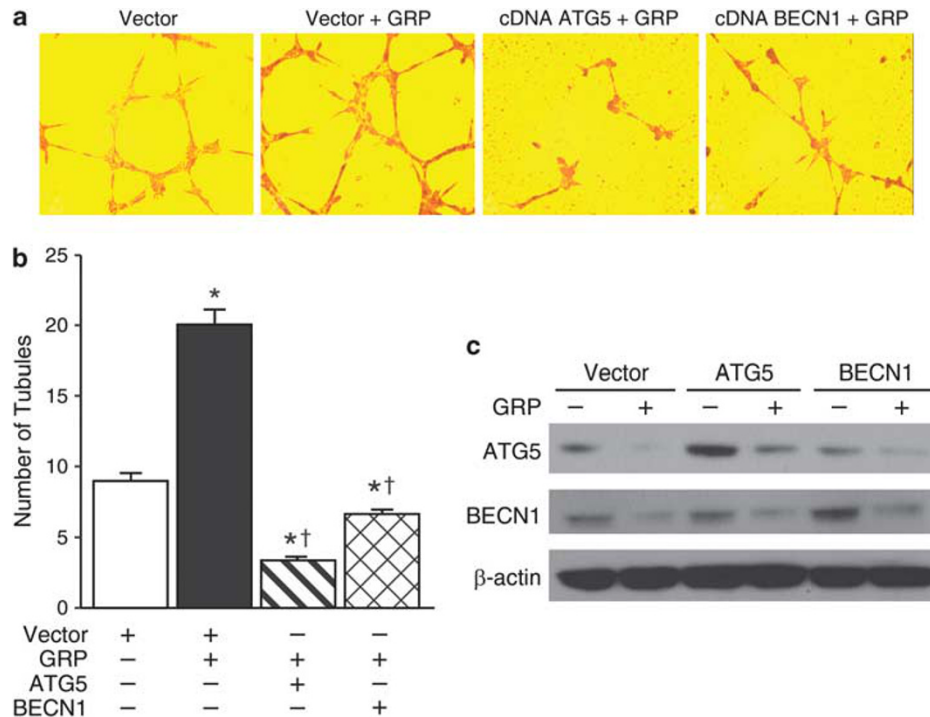 a
Vector
Vector + GRP
cDNA ATG5 + GRP
cDNA BECN1 + GRP
b
25
20
15
10
5
0
Number of Tubules
*
*†
*†
Vector + + − −
GRP − + + +
ATG5 − − + −
BECN1 − − − +
c
Vector ATG5 BECN1
GRP − + − + − +
ATG5
BECN1
β-actin